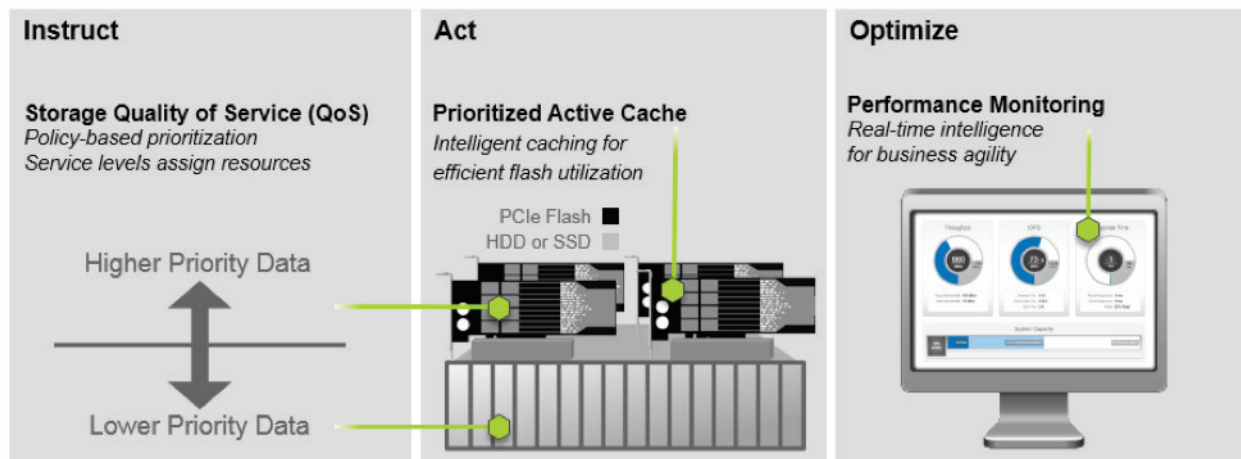 Instruct
Storage Quality of Service (QoS)
Policy-based prioritization
Service levels assign resources
Higher Priority Data
Lower Priority Data
Act
Prioritized Active Cache
Intelligent caching for
efficient flash utilization
PCIe Flash
HDD or SSD
Optimize
Performance Monitoring
Real-time intelligence
for business agility
Throughput
IOPS
System Capacity